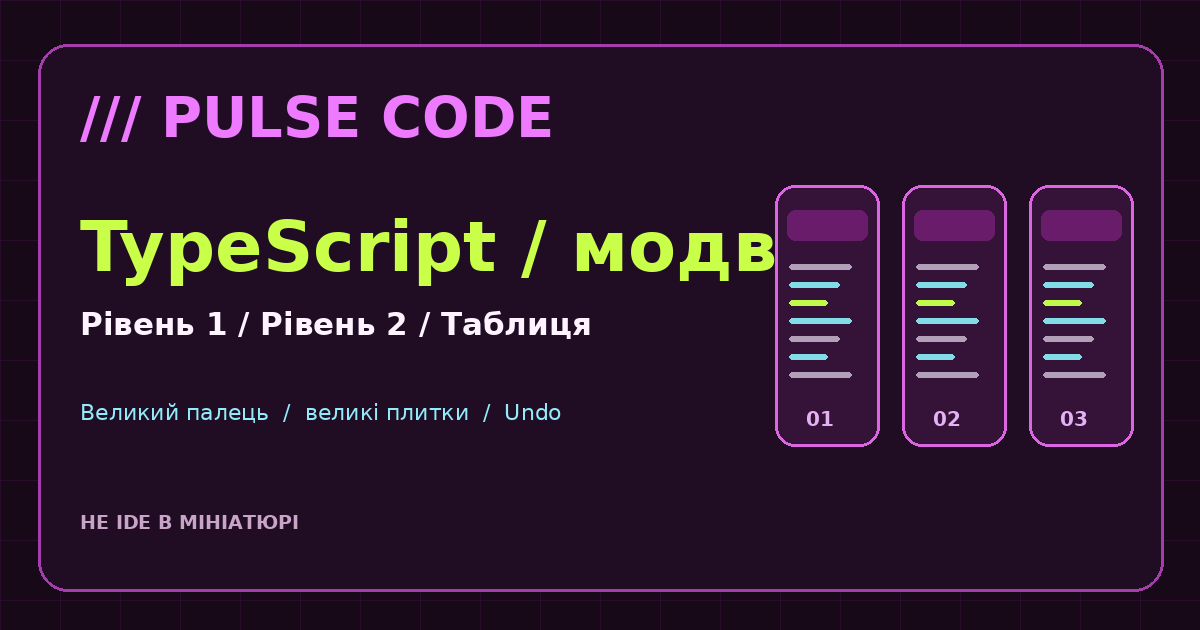 /// PULSE CODE
TypeScript / модв
Рівень 1 / Рівень 2 / Таблиця
Великий палець / великі плитки / Undo
01 02 03
НЕ IDE В МІНІАТЮРІ